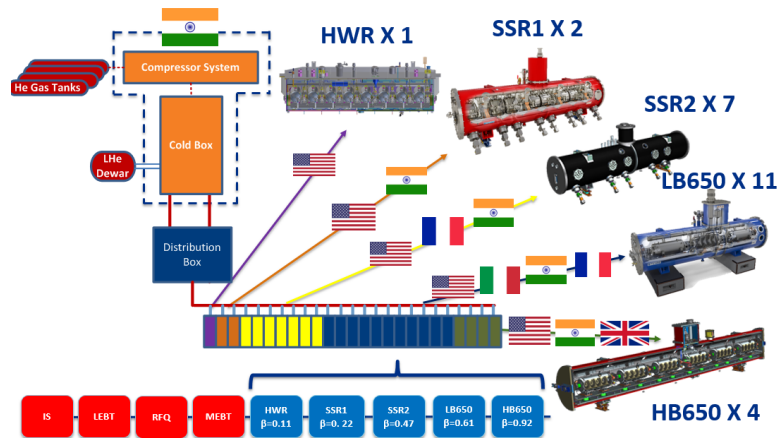 HWR X 1
SSR1 X 2
SSR2 X 7
LB650 X 11
HB650 X 4
Compressor System
He Gas Tanks
Cold Box
LHe
Dewar
Distribution
Box
IS
LEBT
RFQ
MEBT
HWR
β=0.11
SSR1
β=0. 22
SSR2
β=0.47
LB650
β=0.61
HB650
β=0.92